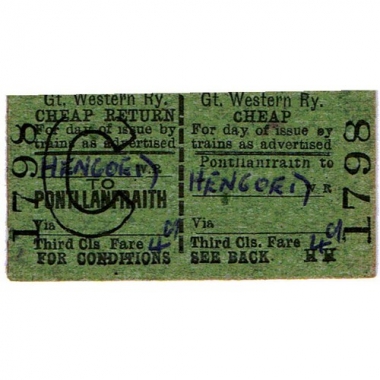 Gt. Western Ry.
CHEAP RETURN
For day of issue by
trains as advertised
HENGOED W.R
TO
PONTLLANFRAITH
Via
Third Cls. Fare 4d
FOR CONDITIONS
1798
Gt. Western Ry.
CHEAP
For day of issue by
trains as advertised
Pontllanfraith to
HENGOED W R
Via
Third Cls. Fare 4d
SEE BACK H H
1798